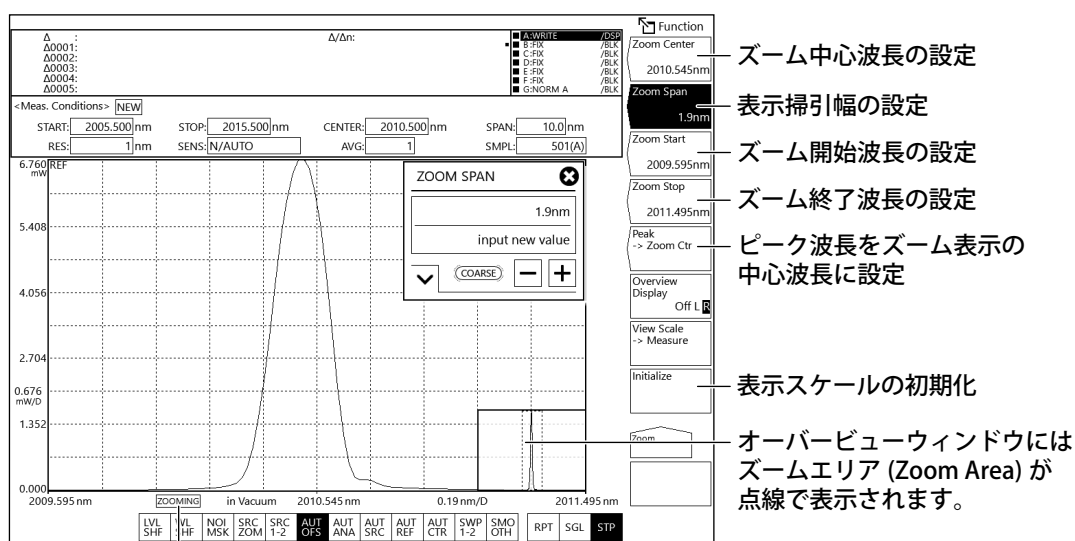 Function
Δ :
Δ0001:
Δ0002:
Δ0003:
Δ0004:
Δ0005:
Δ/Δn:
A:WRITE /DSP
B:FIX /BLK
C:FIX /BLK
D:FIX /BLK
E:FIX /BLK
F:FIX /BLK
G:NORM A /BLK
<Meas. Conditions> NEW
START: 2005.500 nm STOP: 2015.500 nm CENTER: 2010.500 nm SPAN: 10.0 nm
RES: 1 nm SENS: N/AUTO AVG: 1 SMPL: 501(A)
6.760 REF
mW
5.408
4.056
2.704
0.676
mW/D
1.352
0.000
2009.595 nm ZOOMING in Vacuum 2010.545 nm 0.19 nm/D 2011.495 nm
ZOOM SPAN
1.9nm
input new value
COARSE
Zoom Center
2010.545nm
ズーム中心波長の設定
Zoom Span
1.9nm
表示掃引幅の設定
Zoom Start
2009.595nm
ズーム開始波長の設定
Zoom Stop
2011.495nm
ズーム終了波長の設定
Peak
-> Zoom Ctr
ピーク波長をズーム表示の
中心波長に設定
Overview
Display
Off L R
View Scale
-> Measure
Initialize
表示スケールの初期化
Zoom
オーバービューウィンドウには
ズームエリア (Zoom Area) が
点線で表示されます。
LVL SHF
NOI MSK
SRC ZOM
SRC 1-2
AUT OFS
AUT ANA
AUT SRC
AUT REF
AUT CTR
SWP 1-2
SMO OTH
RPT
SGL
STP